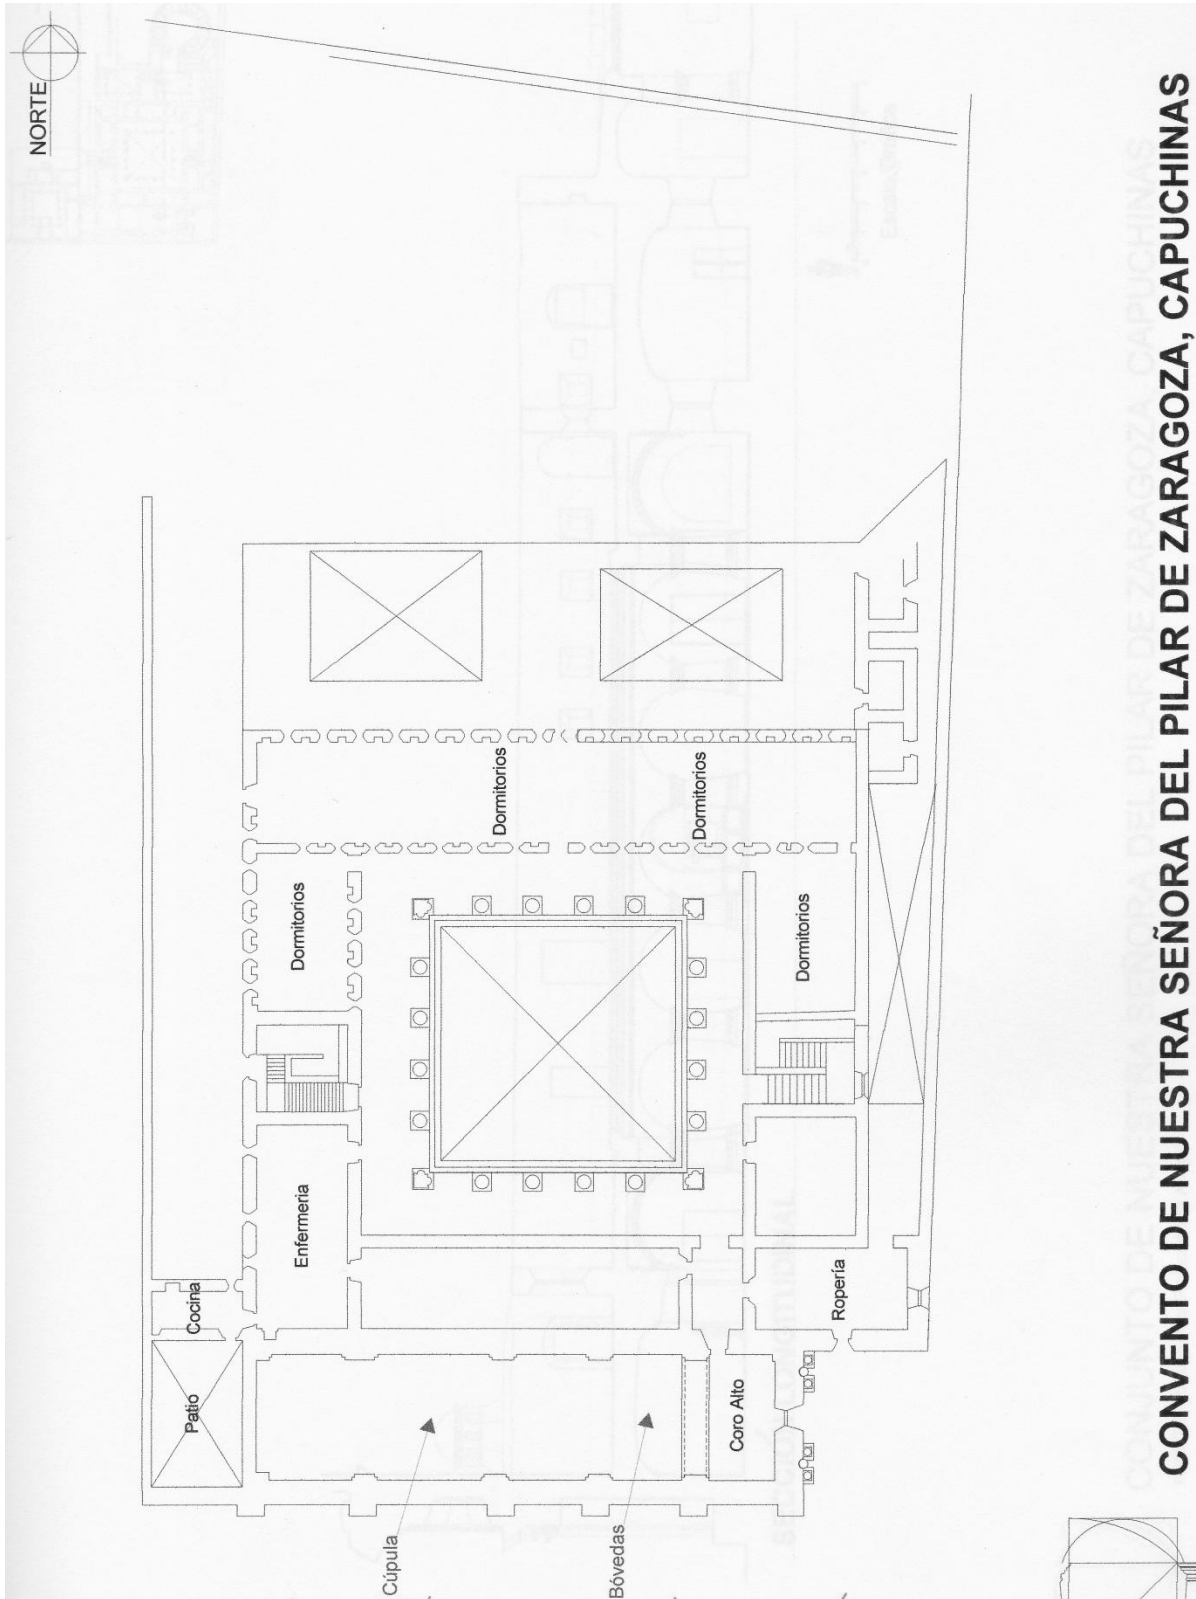 NORTE
Dormitorios
Dormitorios
Dormitorios
Dormitorios
Enfermeria
Cocina
Patio
Ropería
Coro Alto
Cúpula
Bóvedas
CONVENTO DE NUESTRA SEÑORA DEL PILAR DE ZARAGOZA, CAPUCHINAS